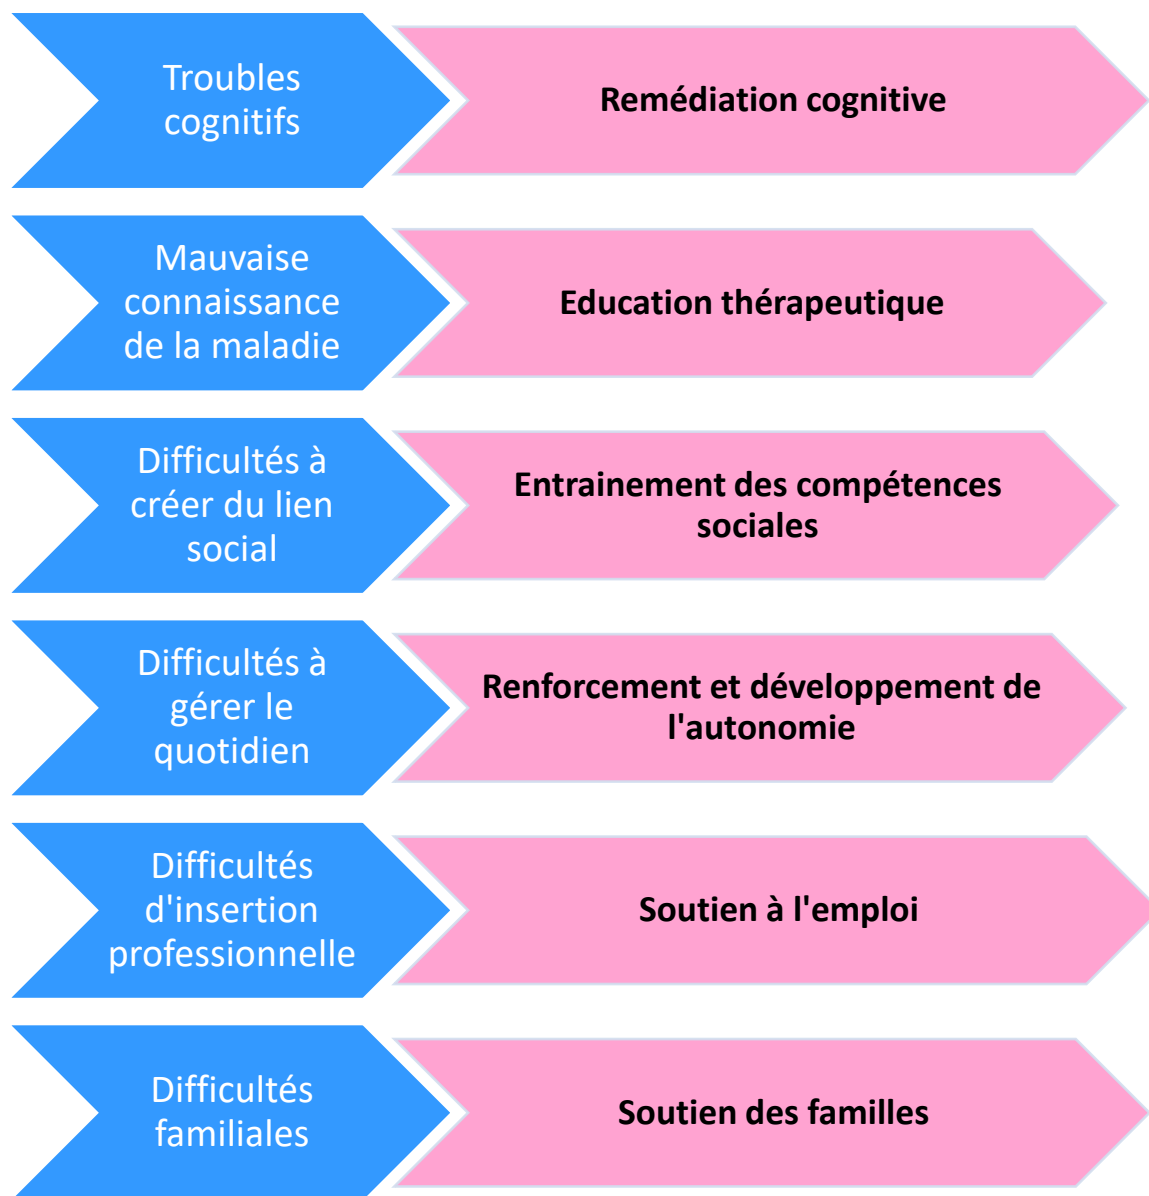 Troubles
cognitifs
Remédiation cognitive
Mauvaise
connaissance
de la maladie
Education thérapeutique
Difficultés à
créer du lien
social
Entrainement des compétences
sociales
Difficultés à
gérer le
quotidien
Renforcement et développement de
l'autonomie
Difficultés
d'insertion
professionnelle
Soutien à l'emploi
Difficultés
familiales
Soutien des familles